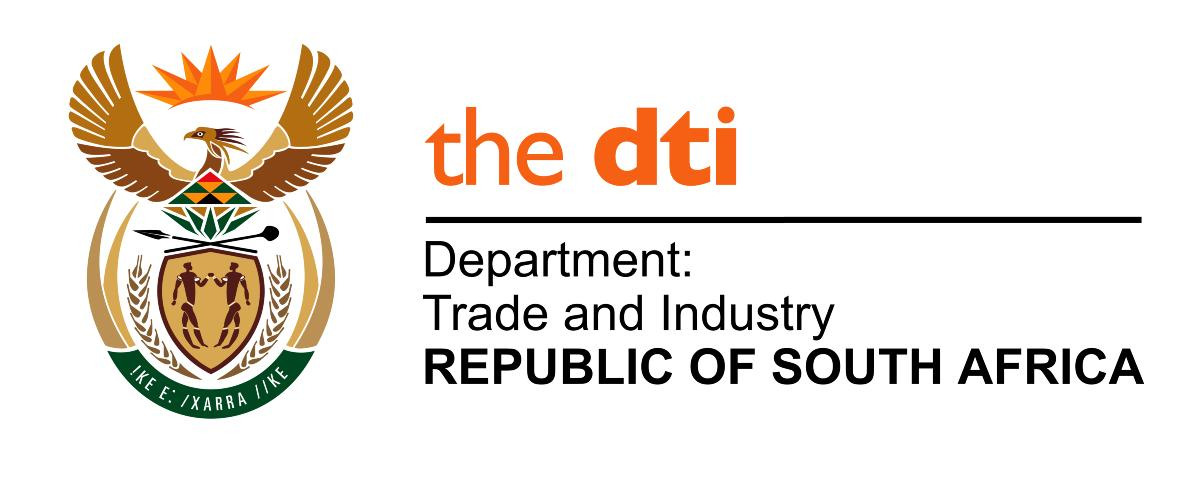 the dti
Department:
Trade and Industry
REPUBLIC OF SOUTH AFRICA
!KE E: /XARRA //KE